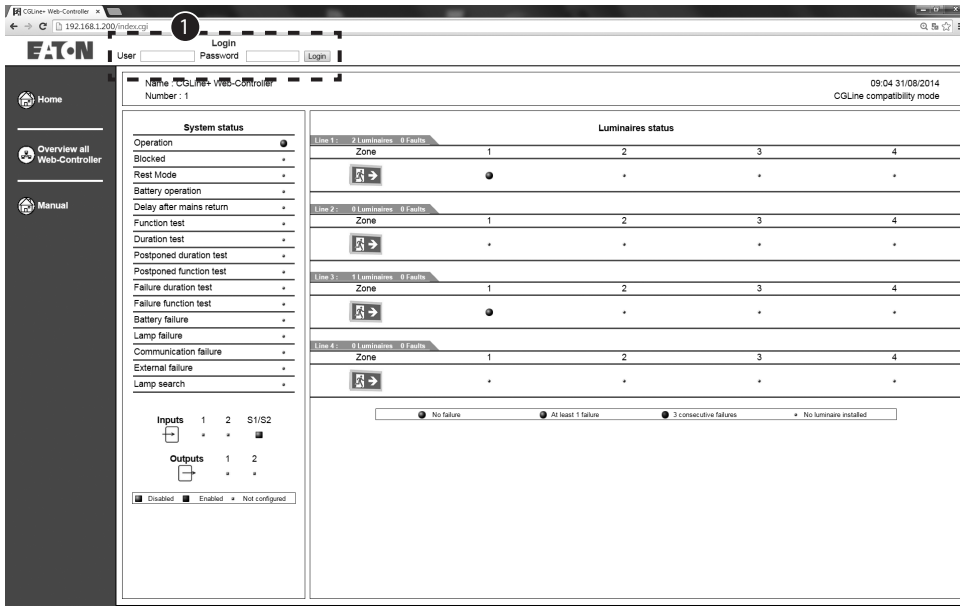 CGLine+ Web-Controller
192.168.1.200/index.cgi
1
EATON
Login
User Password Login
Name : CGLine+ Web-Controller
Number : 1
09:04 31/08/2014
CGLine compatibility mode
Home
Overview all
Web-Controller
Manual
System status
Operation
Blocked
Rest Mode
Battery operation
Delay after mains return
Function test
Duration test
Postponed duration test
Postponed function test
Failure duration test
Failure function test
Battery failure
Lamp failure
Communication failure
External failure
Lamp search
Inputs 1 2 S1/S2
Outputs 1 2
Disabled Enabled Not configured
Luminaires status
Line 1 : 2 Luminaires 0 Faults
Zone 1 2 3 4
Line 2 : 0 Luminaires 0 Faults
Zone 1 2 3 4
Line 3 : 1 Luminaires 0 Faults
Zone 1 2 3 4
Line 4 : 0 Luminaires 0 Faults
Zone 1 2 3 4
No failure At least 1 failure 3 consecutive failures No luminaire installed